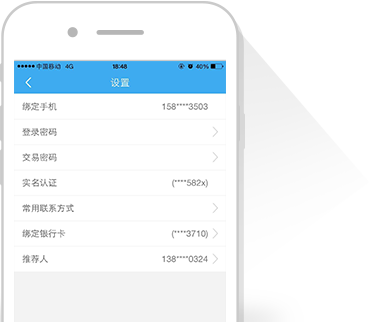 中国移动 4G 18:48 40%
设置
绑定手机 158****3503
登录密码
交易密码
实名认证 (****582x)
常用联系方式
绑定银行卡 (****3710)
推荐人 138****0324